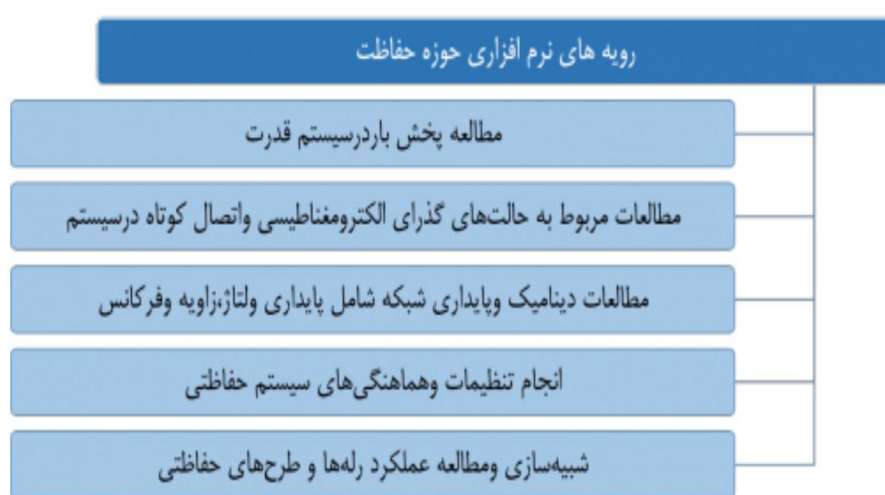 رویه های نرم افزاری حوزه حفاظت
مطالعه پخش باردرسیستم قدرت
مطالعات مربوط به حالت‌های گذرای الکترومغناطیسی واتصال کوتاه درسیستم
مطالعات دینامیک وپایداری شبکه شامل پایداری ولتاژ،زاویه وفرکانس
انجام تنظیمات وهماهنگی‌های سیستم حفاظتی
شبیه‌سازی ومطالعه عملکرد رله‌ها و طرح‌های حفاظتی